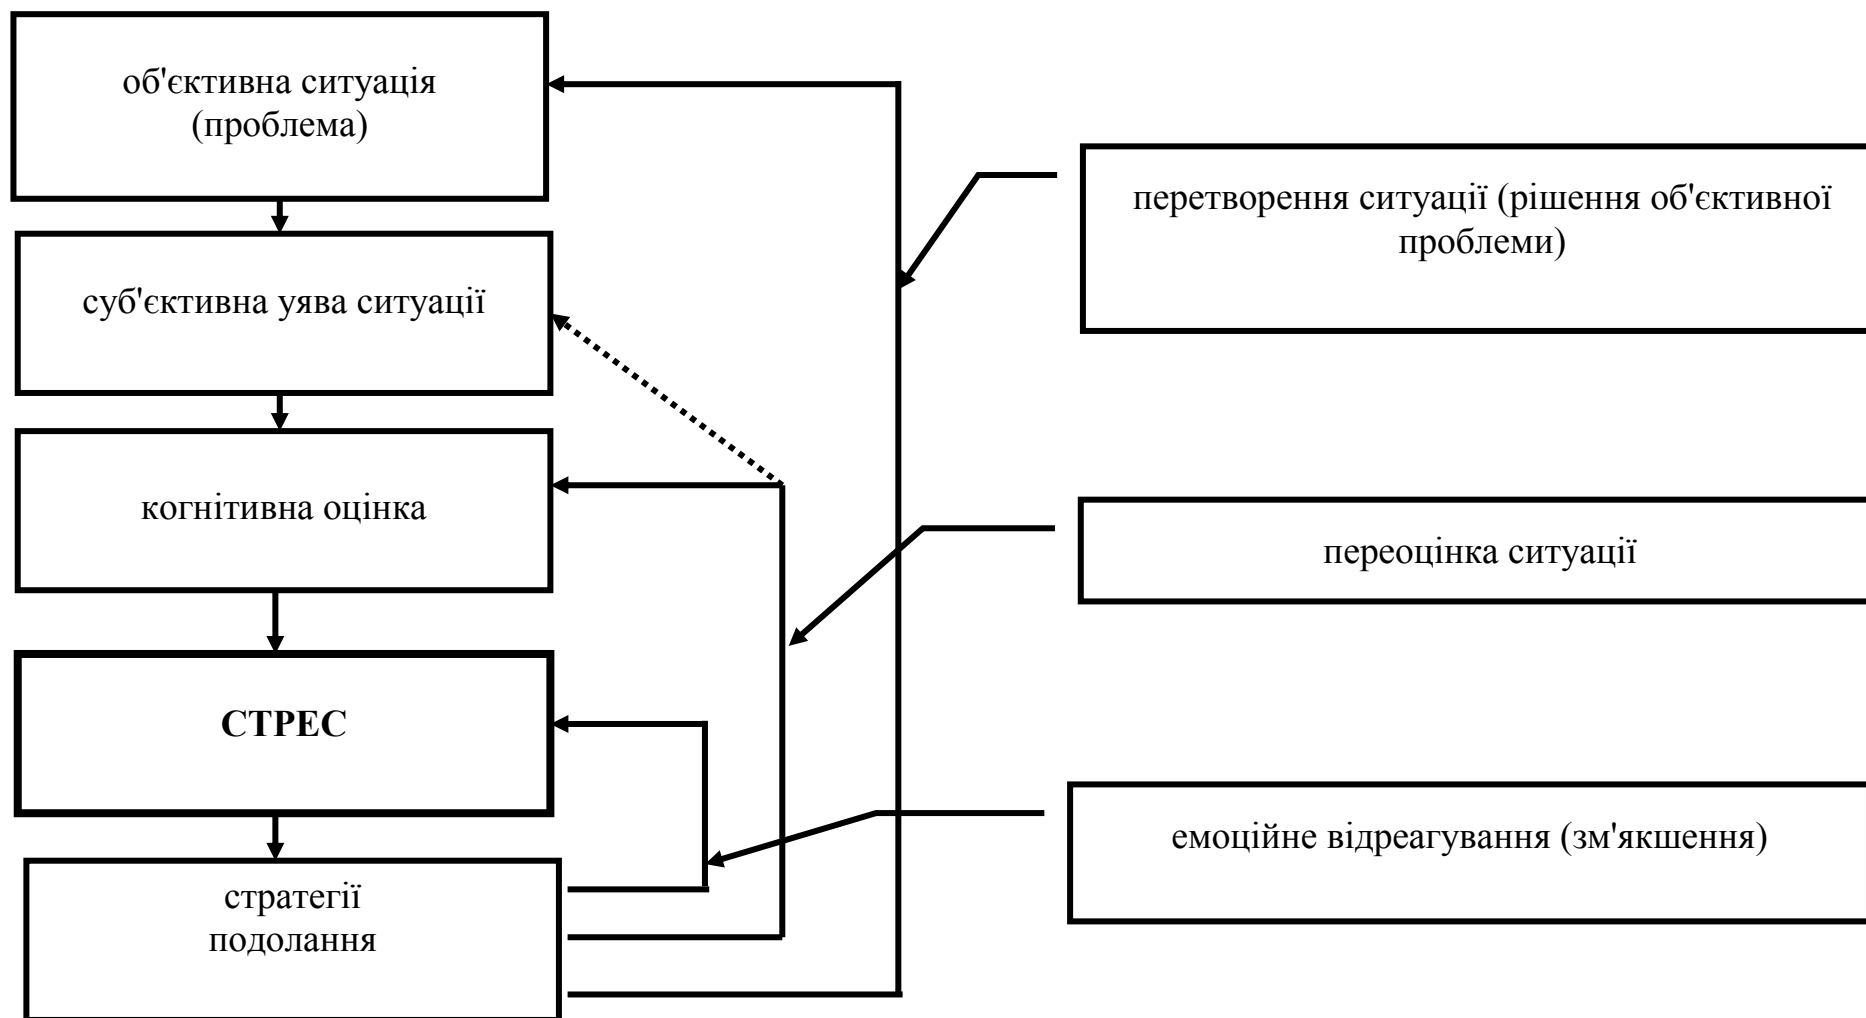 об'єктивна ситуація
(проблема)
суб'єктивна уява ситуації
когнітивна оцінка
СТРЕС
стратегії
подолання
перетворення ситуації (рішення об'єктивної
проблеми)
переоцінка ситуації
емоційне відреагування (зм'якшення)